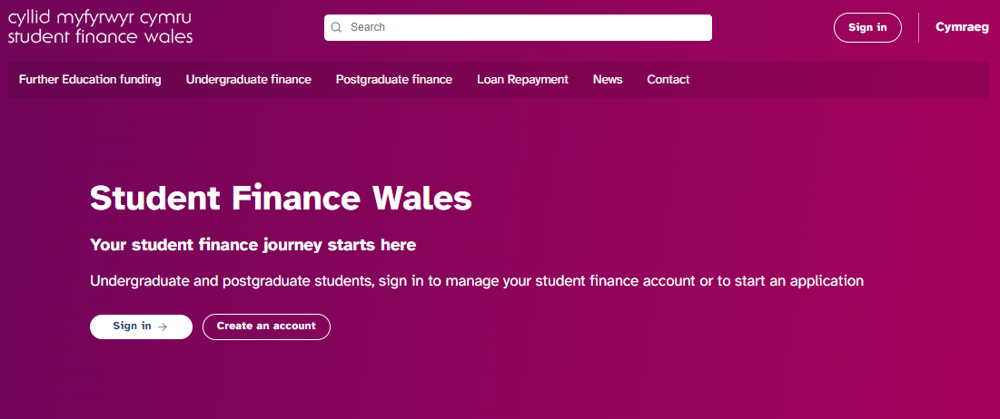 cyllid myfyrwyr cymru
student finance wales
Search
Sign in
Cymraeg
Further Education funding
Undergraduate finance
Postgraduate finance
Loan Repayment
News
Contact
Student Finance Wales
Your student finance journey starts here
Undergraduate and postgraduate students, sign in to manage your student finance account or to start an application
Sign in →
Create an account